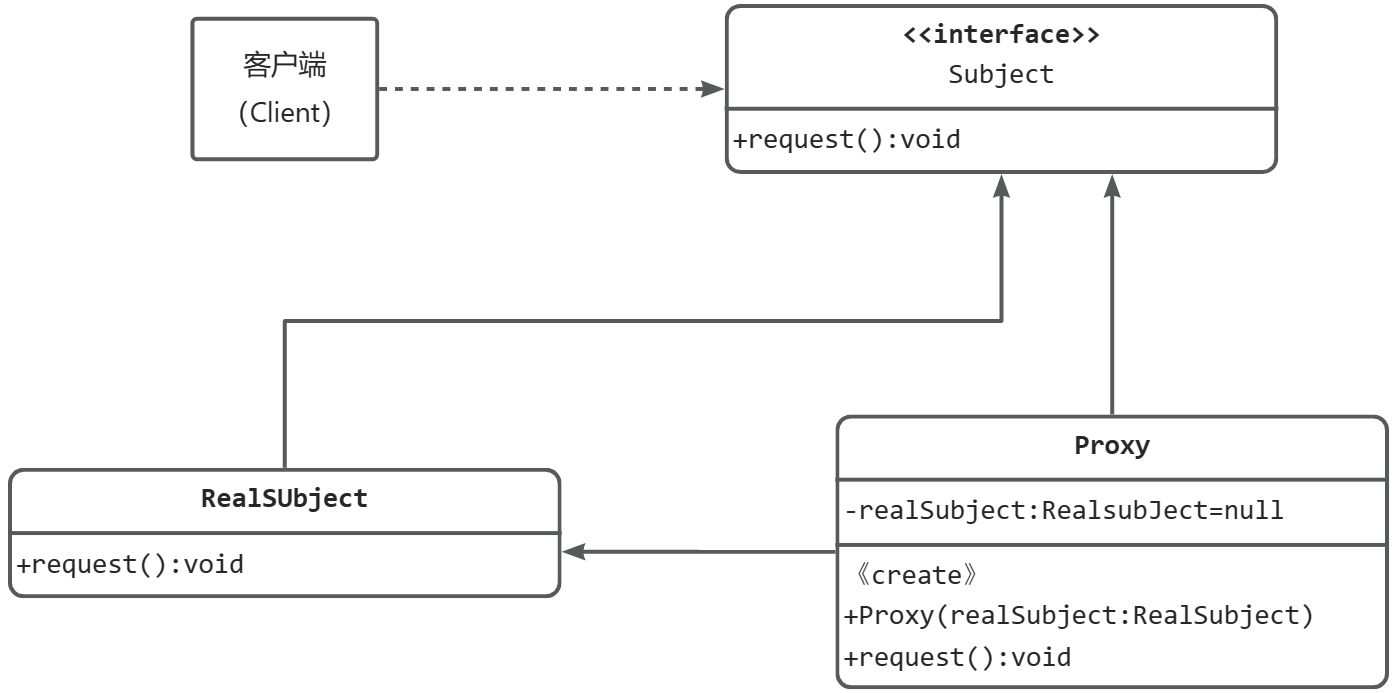 客户端
(Client)
<<interface>>
Subject
+request():void
RealSUbject
+request():void
Proxy
-realSubject:RealsubJect=null
《create》
+Proxy(realSubject:RealSubject)
+request():void